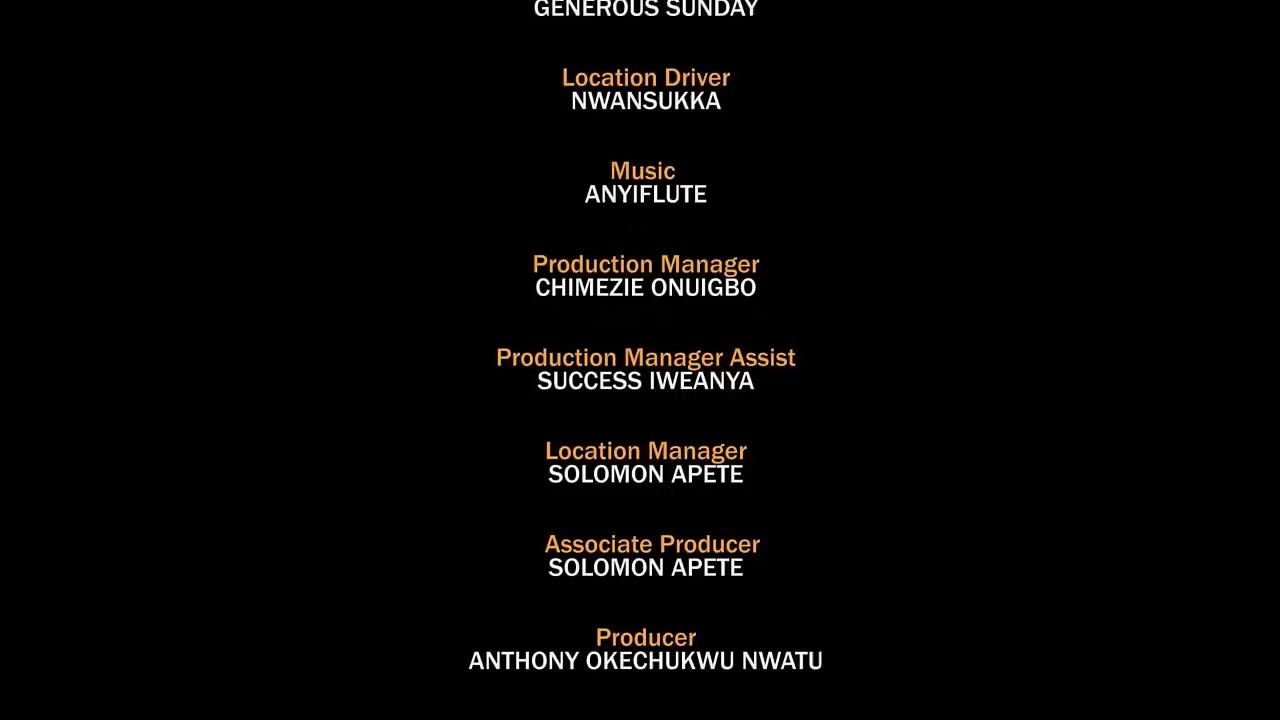 GENEROUS SUNDAY
Location Driver
NWANSUKKA
Music
ANYIFLUTE
Production Manager
CHIMEZIE ONUIGBO
Production Manager Assist
SUCCESS IWEANYA
Location Manager
SOLOMON APETE
Associate Producer
SOLOMON APETE
Producer
ANTHONY OKECHUKWU NWATU